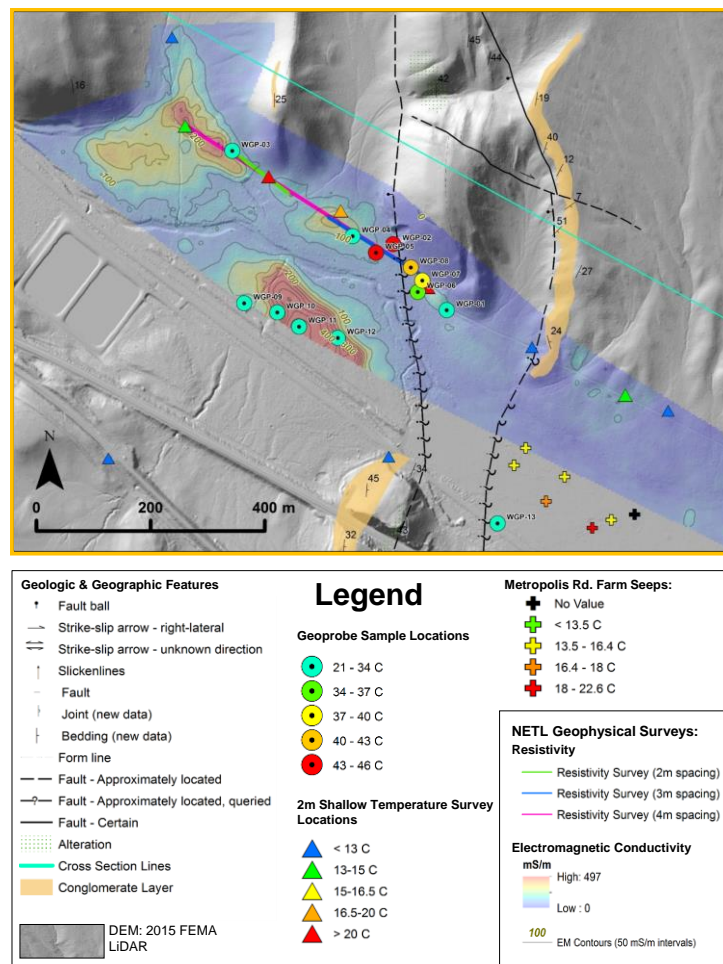 45
44
42
16
25
19
40
12
7
51
27
24
WGP-03
200
100
0
WGP-04
100
WGP-02
WGP-05
WGP-08
WGP-07
WGP-06
WGP-01
200
100
WGP-09
WGP-10
WGP-11
WGP-12
400
300
N
45
32
WGP-13
0 200 400 m
Legend
Geologic & Geographic Features
Fault ball
Strike-slip arrow - right-lateral
Strike-slip arrow - unknown direction
Slickenlines
Fault
Joint (new data)
Bedding (new data)
Form line
Fault - Approximately located
? Fault - Approximately located, queried
Fault - Certain
Alteration
Cross Section Lines
Conglomerate Layer
DEM: 2015 FEMA
LiDAR
Geoprobe Sample Locations
21 - 34 C
34 - 37 C
37 - 40 C
40 - 43 C
43 - 46 C
2m Shallow Temperature Survey
Locations
< 13 C
13-15 C
15-16.5 C
16.5-20 C
> 20 C
Metropolis Rd. Farm Seeps:
No Value
< 13.5 C
13.5 - 16.4 C
16.4 - 18 C
18 - 22.6 C
NETL Geophysical Surveys:
Resistivity
Resistivity Survey (2m spacing)
Resistivity Survey (3m spacing)
Resistivity Survey (4m spacing)
Electromagnetic Conductivity
mS/m
High: 497
Low : 0
100
EM Contours (50 mS/m intervals)